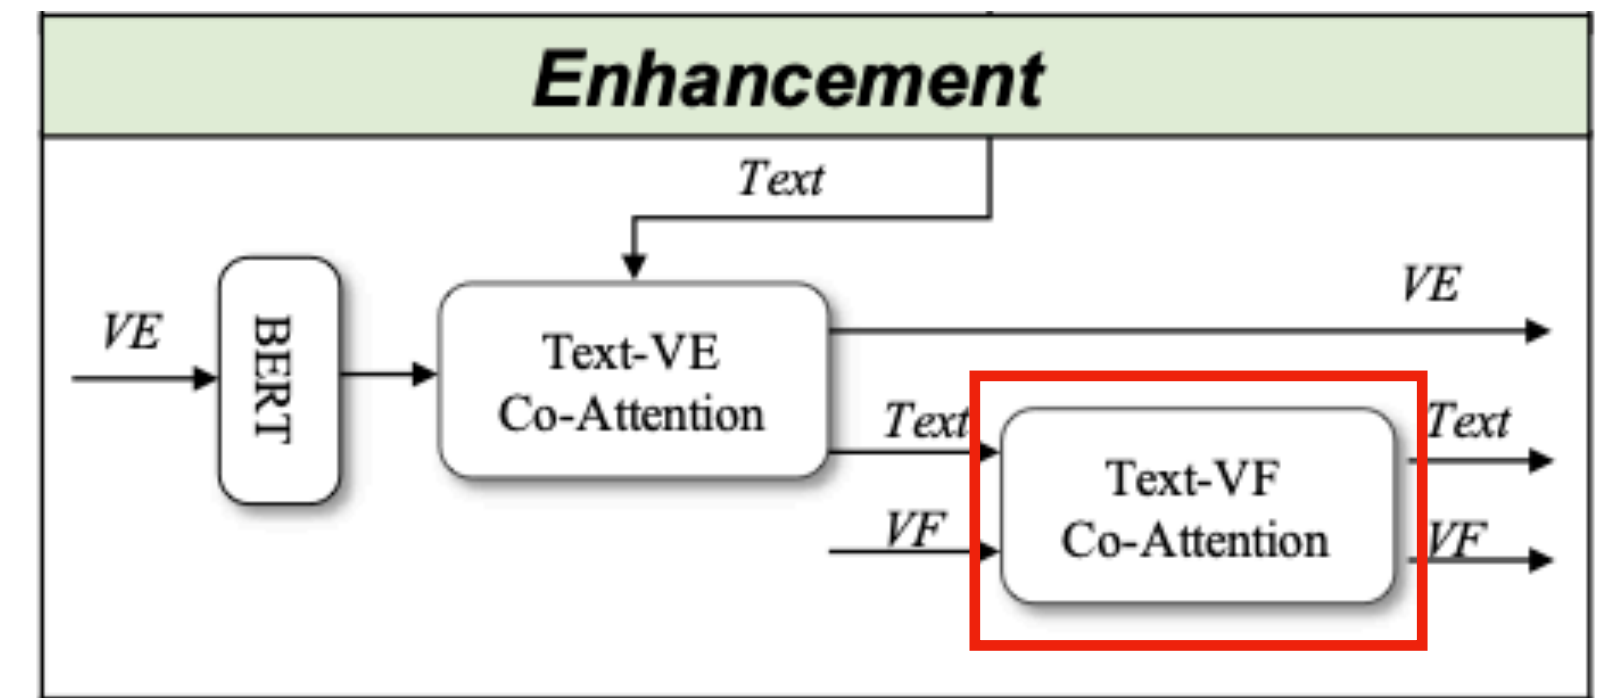 Enhancement
Text
VE
BERT
Text-VE
Co-Attention
VE
Text
VF
Text-VF
Co-Attention
Text
VF